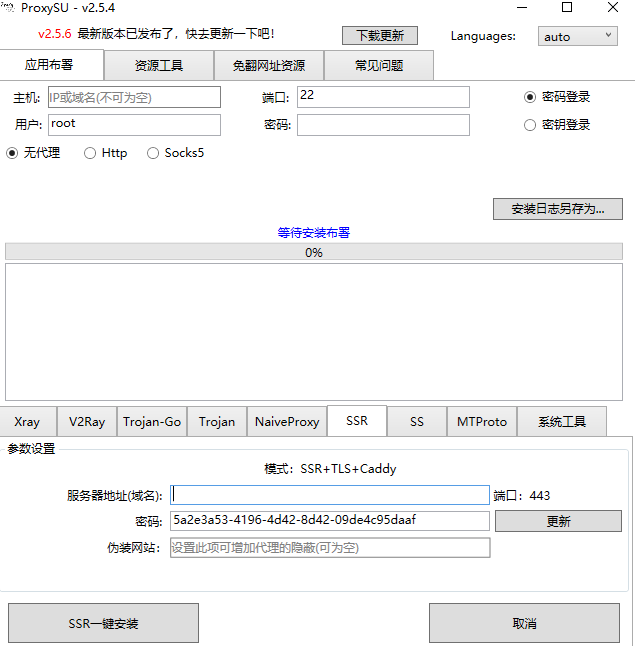 ProxySU - v2.5.4
v2.5.6 最新版本已发布了，快去更新一下吧！ 下载更新 Languages: auto
应用布署 资源工具 免翻网址资源 常见问题
主机: IP或域名(不可为空) 端口: 22 密码登录
用户: root 密码: 密钥登录
无代理 Http Socks5
安装日志另存为...
等待安装布署
0%
Xray V2Ray Trojan-Go Trojan NaiveProxy SSR SS MTProto 系统工具
参数设置
模式：SSR+TLS+Caddy
服务器地址(域名): 端口：443
密码: 5a2e3a53-4196-4d42-8d42-09de4c95daaf 更新
伪装网站: 设置此项可增加代理的隐蔽(可为空)
SSR一键安装 取消